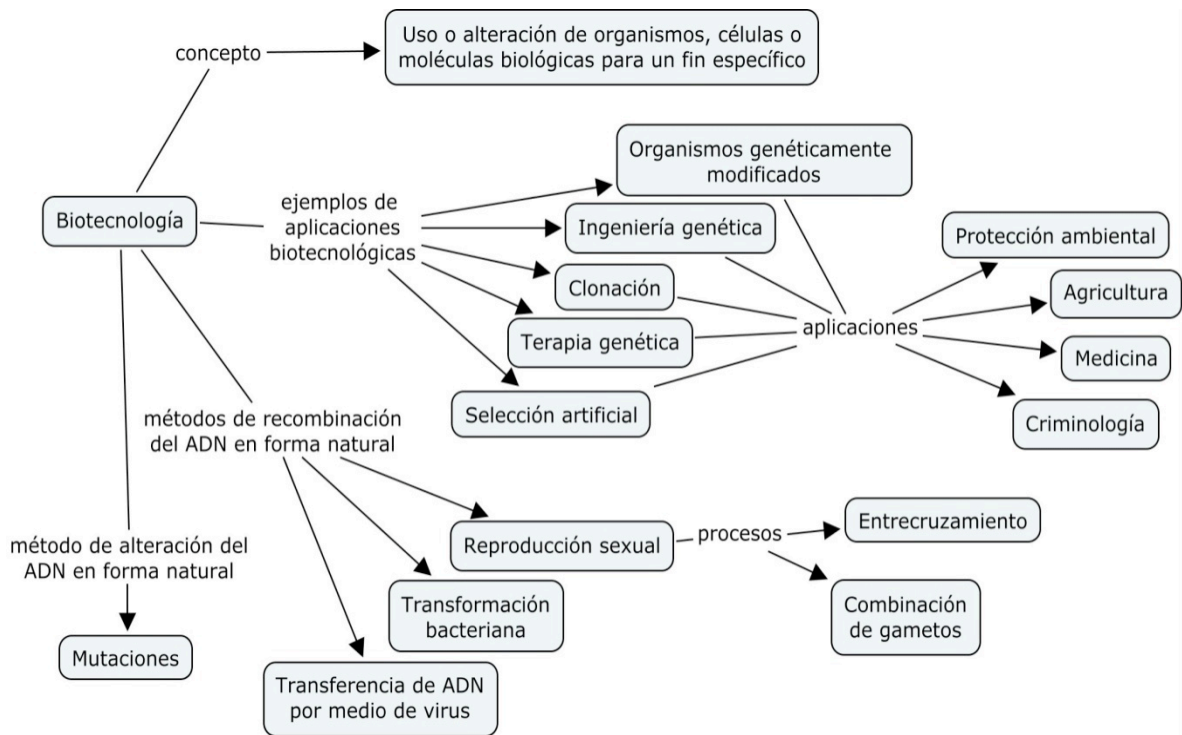 concepto
Uso o alteración de organismos, células o
moléculas biológicas para un fin específico
Biotecnología
ejemplos de
aplicaciones
biotecnológicas
Organismos genéticamente
modificados
Ingeniería genética
Clonación
Terapia genética
Selección artificial
aplicaciones
Protección ambiental
Agricultura
Medicina
Criminología
métodos de recombinación
del ADN en forma natural
Reproducción sexual
procesos
Entrecruzamiento
Combinación
de gametos
Transformación
bacteriana
Transferencia de ADN
por medio de virus
método de alteración del
ADN en forma natural
Mutaciones